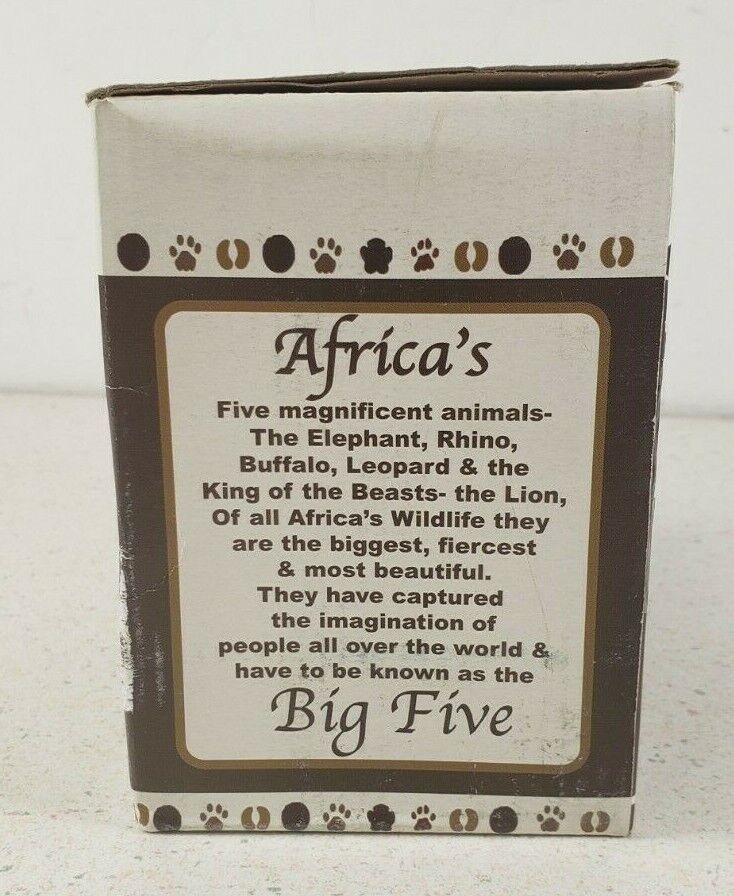 Africa's
Five magnificent animals-
The Elephant, Rhino,
Buffalo, Leopard & the
King of the Beasts- the Lion,
Of all Africa's Wildlife they
are the biggest, fiercest
& most beautiful.
They have captured
the imagination of
people all over the world &
have to be known as the
Big Five